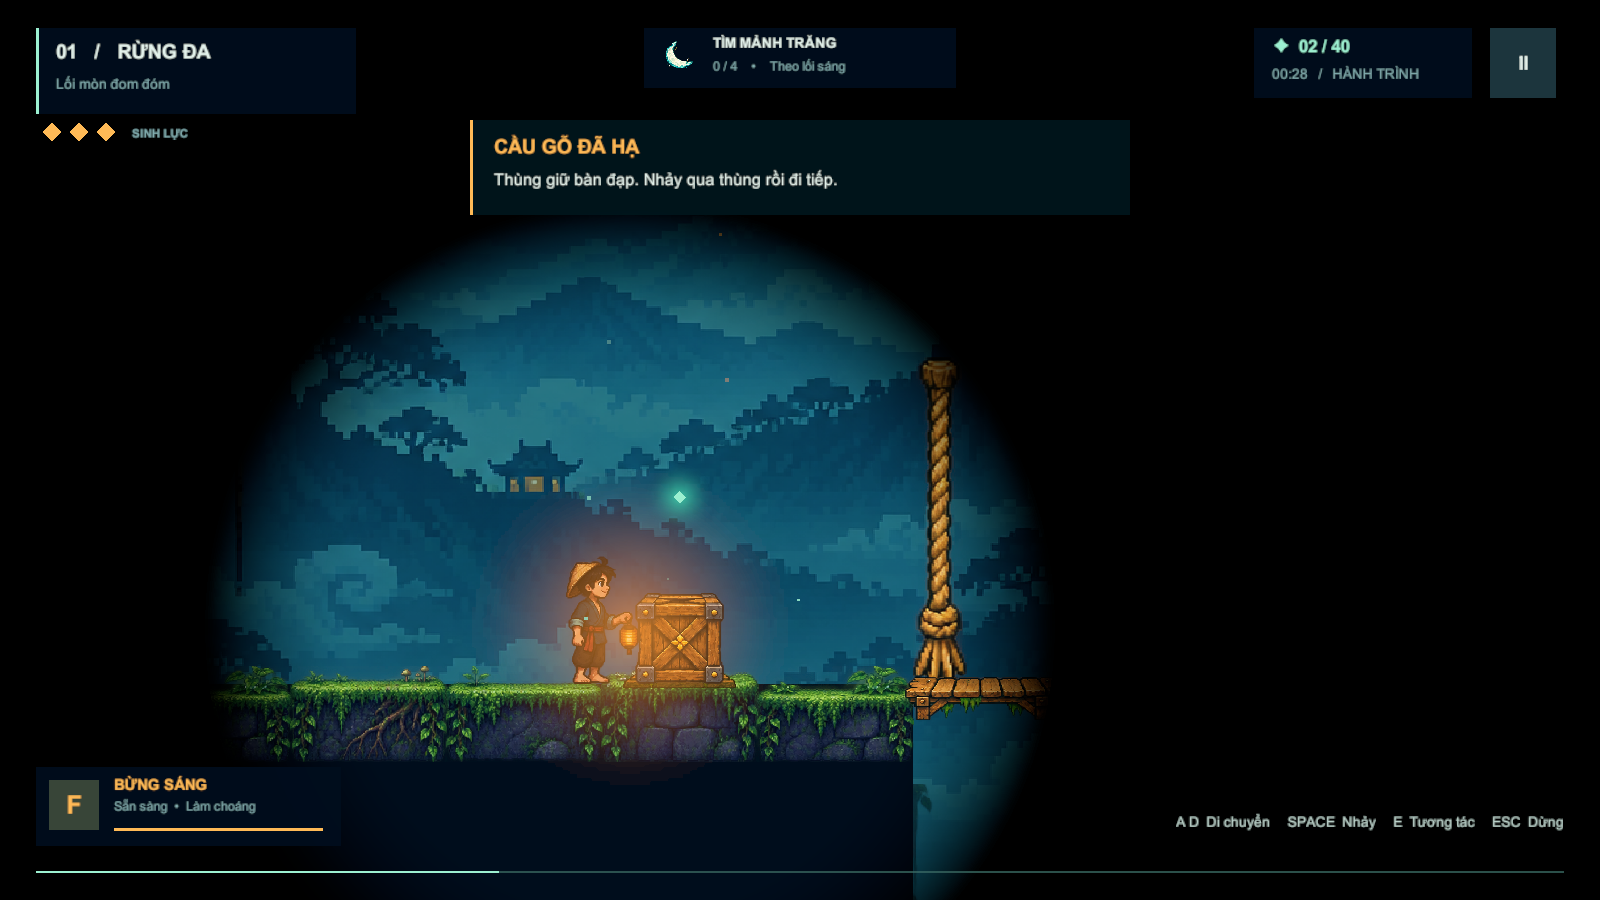 01 / RỪNG ĐA
Lối mòn đom đóm
SINH LỰC
TÌM MẢNH TRĂNG
0 / 4 • Theo lối sáng
02 / 40
00:28 / HÀNH TRÌNH
CẦU GỖ ĐÃ HẠ
Thùng giữ bàn đạp. Nhảy qua thùng rồi đi tiếp.
F
BỪNG SÁNG
Sẵn sàng • Làm choáng
A D Di chuyển SPACE Nhảy E Tương tác ESC Dừng